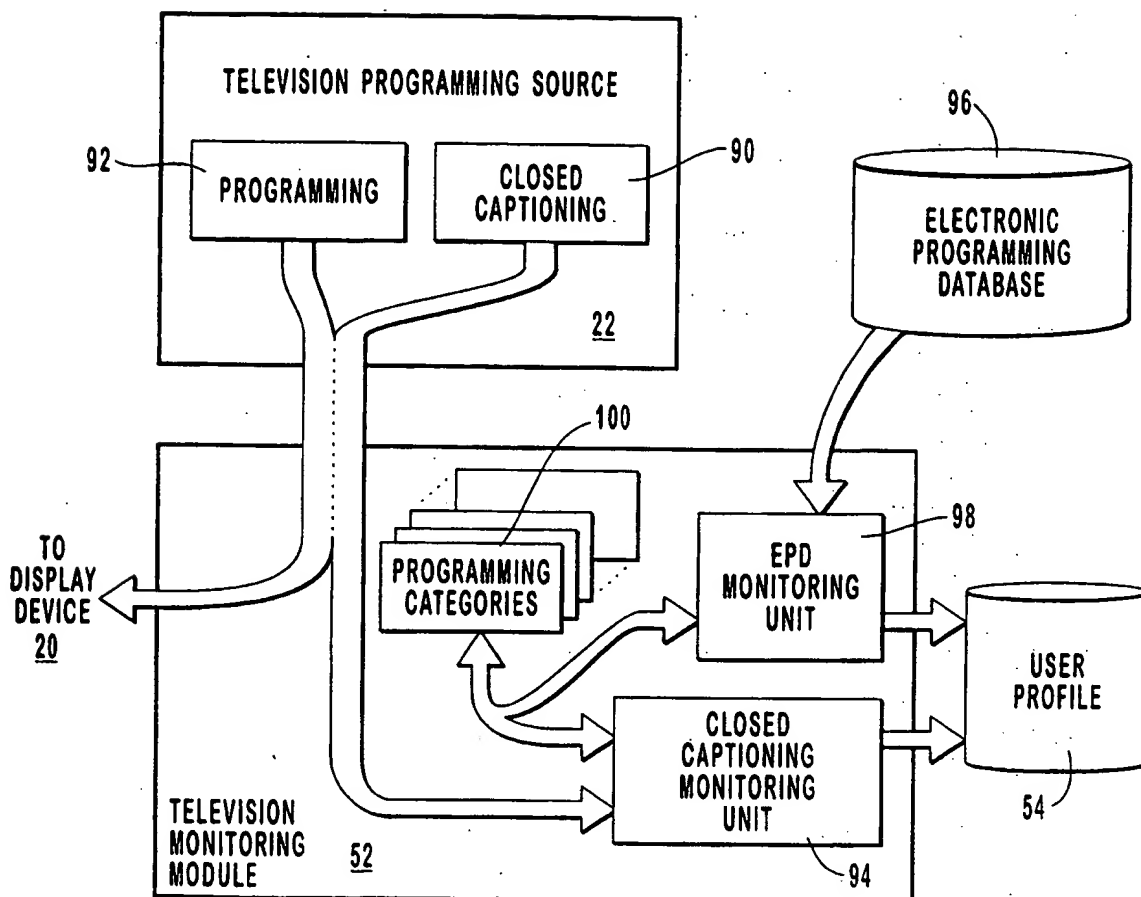 TELEVISION PROGRAMMING SOURCE
92
PROGRAMMING
CLOSED
CAPTIONING
90
22
96
ELECTRONIC
PROGRAMMING
DATABASE
100
PROGRAMMING
CATEGORIES
TO
DISPLAY
DEVICE
20
98
EPD
MONITORING
UNIT
USER
PROFILE
54
CLOSED
CAPTIONING
MONITORING
UNIT
94
TELEVISION
MONITORING
MODULE
52